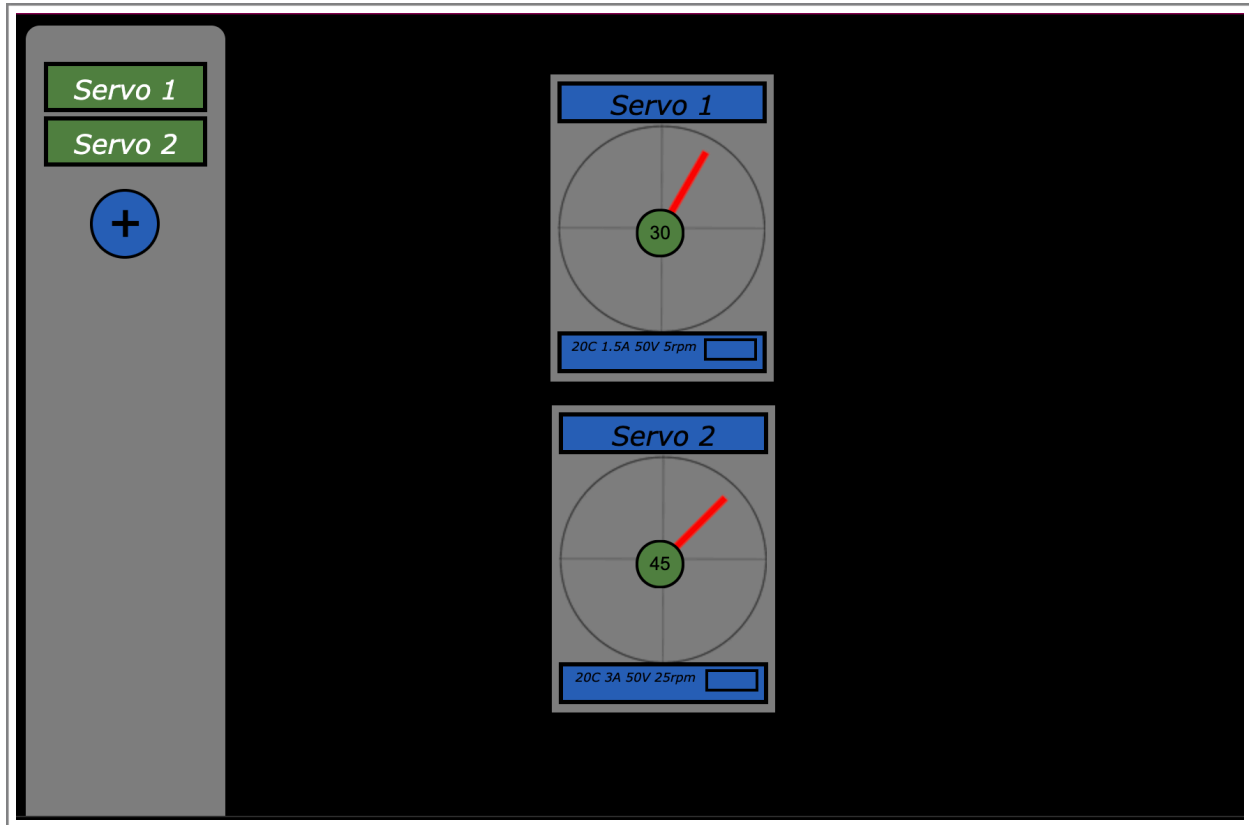 Servo 1
Servo 2
+
Servo 1
30
20C 1.5A 50V 5rpm
Servo 2
45
20C 3A 50V 25rpm